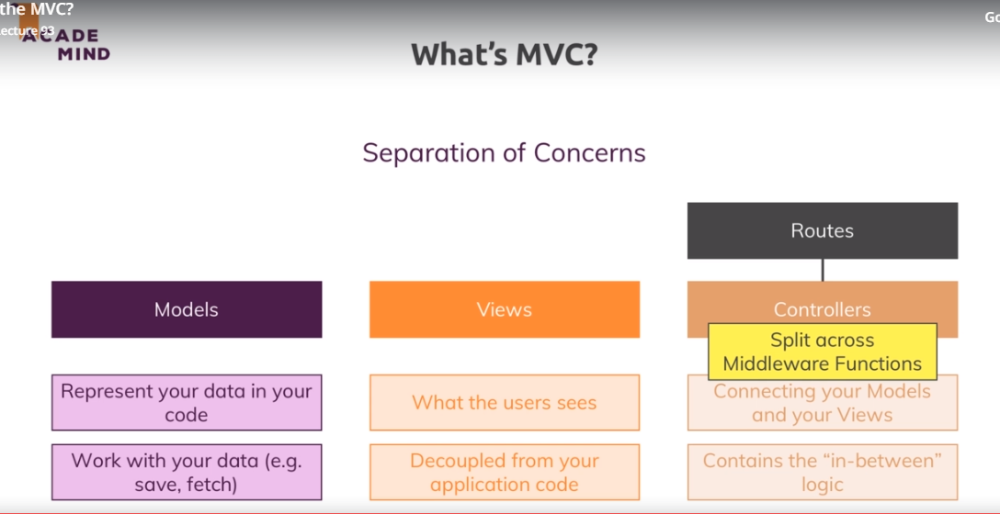 the MVC?
Lecture 93
ACADE
MIND
Go
What's MVC?
Separation of Concerns
Routes
Models
Views
Controllers
Split across
Middleware Functions
Represent your data in your
code
What the users sees
Connecting your Models
and your Views
Work with your data (e.g.
save, fetch)
Decoupled from your
application code
Contains the “in-between”
logic